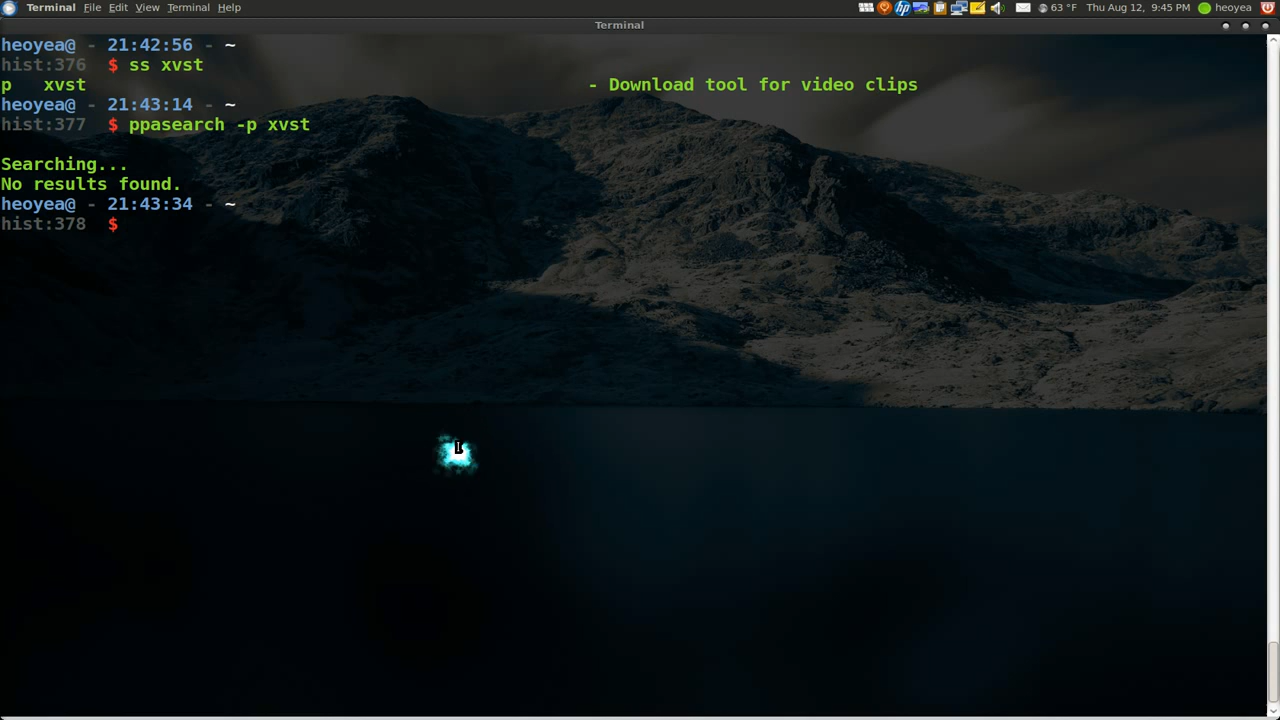 Terminal File Edit View Terminal Help 63 °F Thu Aug 12, 9:45 PM heoyea
Terminal
heoyea@ - 21:42:56 - ~
hist:376 $ ss xvst
p xvst - Download tool for video clips
heoyea@ - 21:43:14 - ~
hist:377 $ ppasearch -p xvst
Searching...
No results found.
heoyea@ - 21:43:34 - ~
hist:378 $